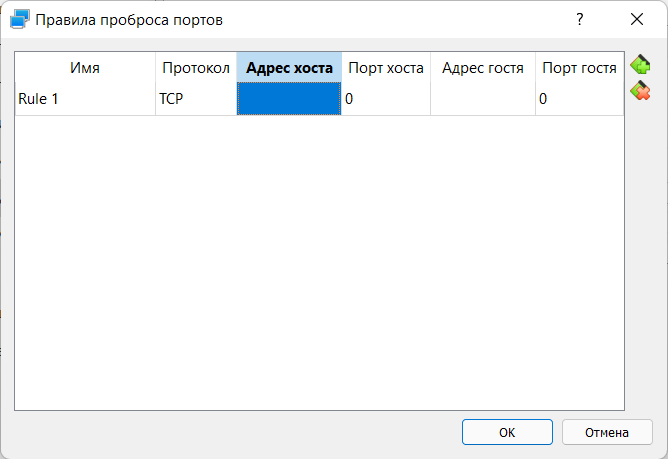 Правила проброса портов ?
Имя Протокол Адрес хоста Порт хоста Адрес гостя Порт гостя
Rule 1 TCP 0 0
OK Отмена